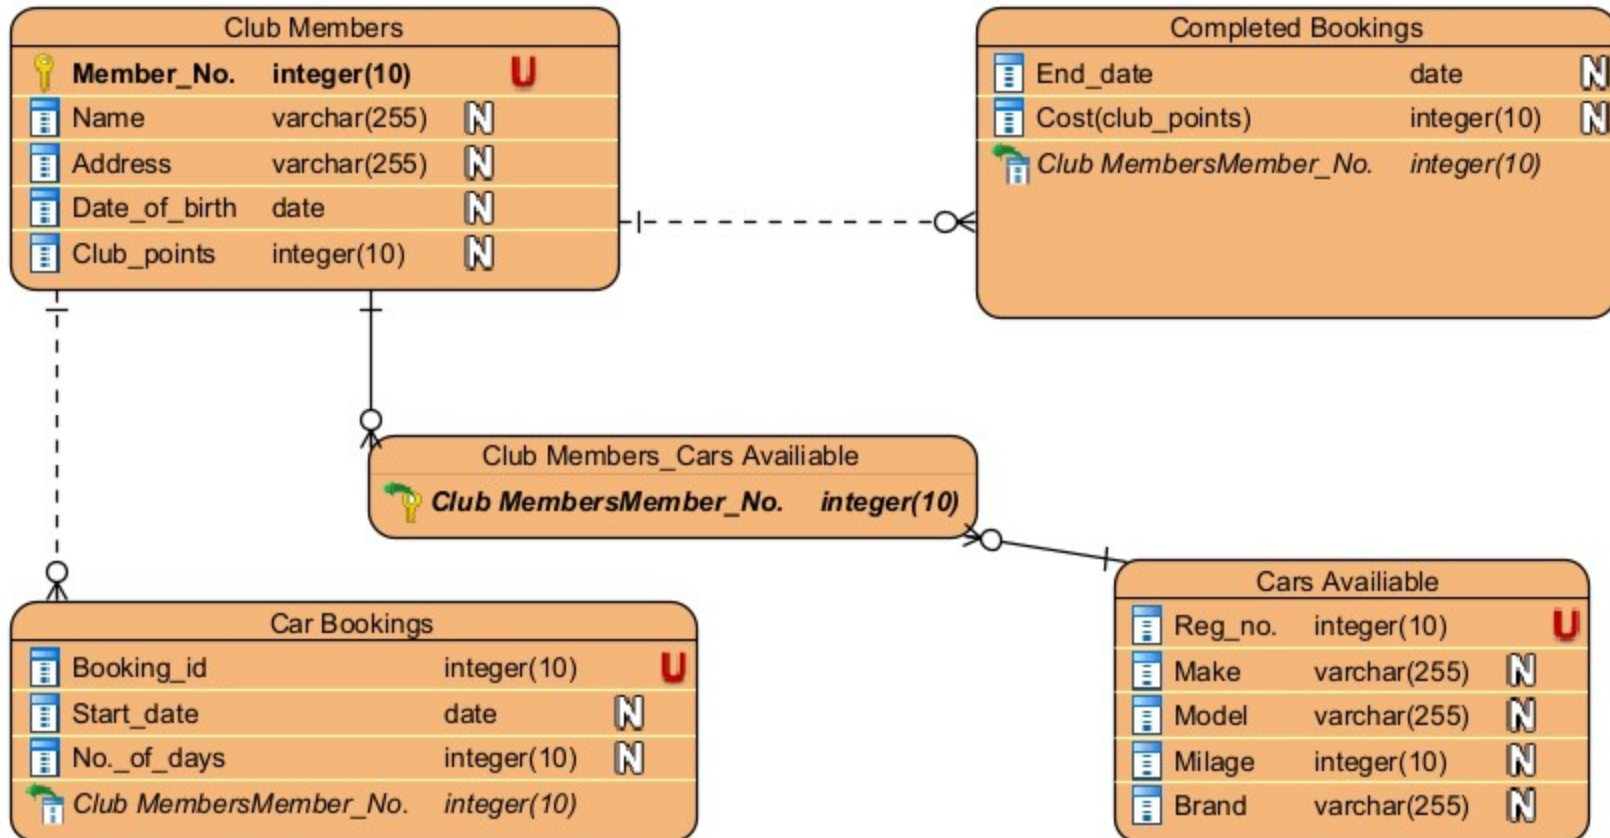 Club Members
Member_No. integer(10) U
Name varchar(255) N
Address varchar(255) N
Date_of_birth date N
Club_points integer(10) N
Completed Bookings
End_date date N
Cost(club_points) integer(10) N
Club MembersMember_No. integer(10)
Club Members_Cars Availiable
Club MembersMember_No. integer(10)
Car Bookings
Booking_id integer(10) U
Start_date date N
No._of_days integer(10) N
Club MembersMember_No. integer(10)
Cars Availiable
Reg_no. integer(10) U
Make varchar(255) N
Model varchar(255) N
Milage integer(10) N
Brand varchar(255) N